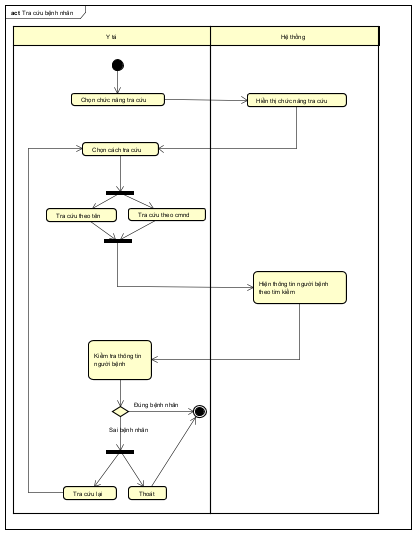 act Tra cứu bệnh nhân
Y tá
Hệ thống
Chọn chức năng tra cứu
Hiển thị chức năng tra cứu
Chọn cách tra cứu
Tra cứu theo tên
Tra cứu theo cmnd
Hiện thông tin người bệnh
theo tìm kiếm
Kiểm tra thông tin
người bệnh
Đúng bệnh nhân
Sai bệnh nhân
Tra cứu lại
Thoát